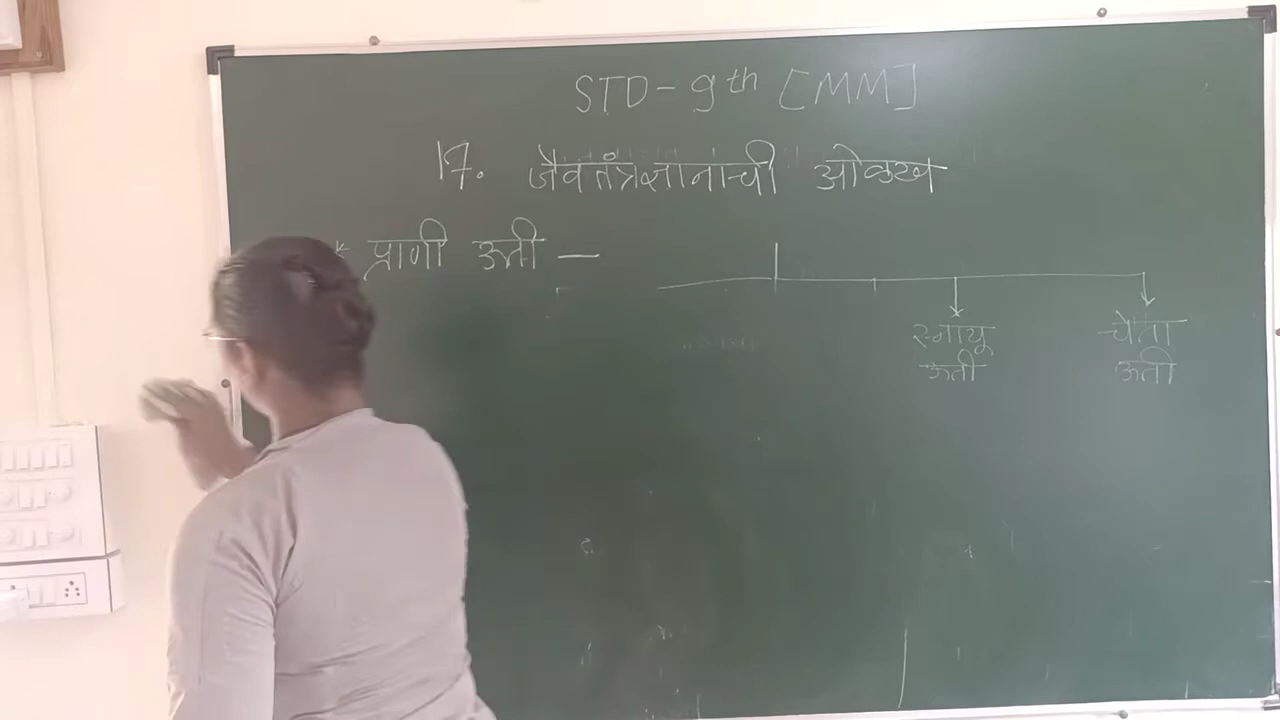 STD - 9th [MM]
17. जैवतंत्रज्ञानाची ओळख
* प्राणी ऊती —
स्नायू
ऊती
चेता
ऊती